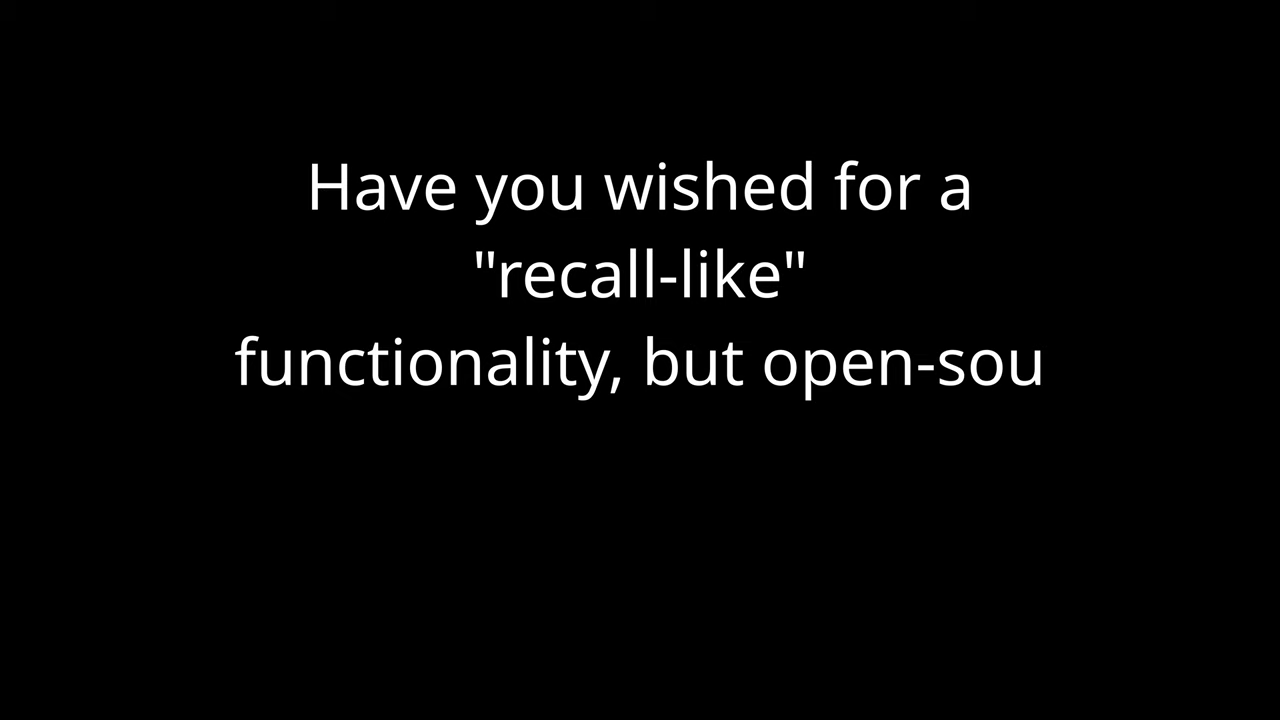 Have you wished for a
"recall-like"
functionality, but open-sou